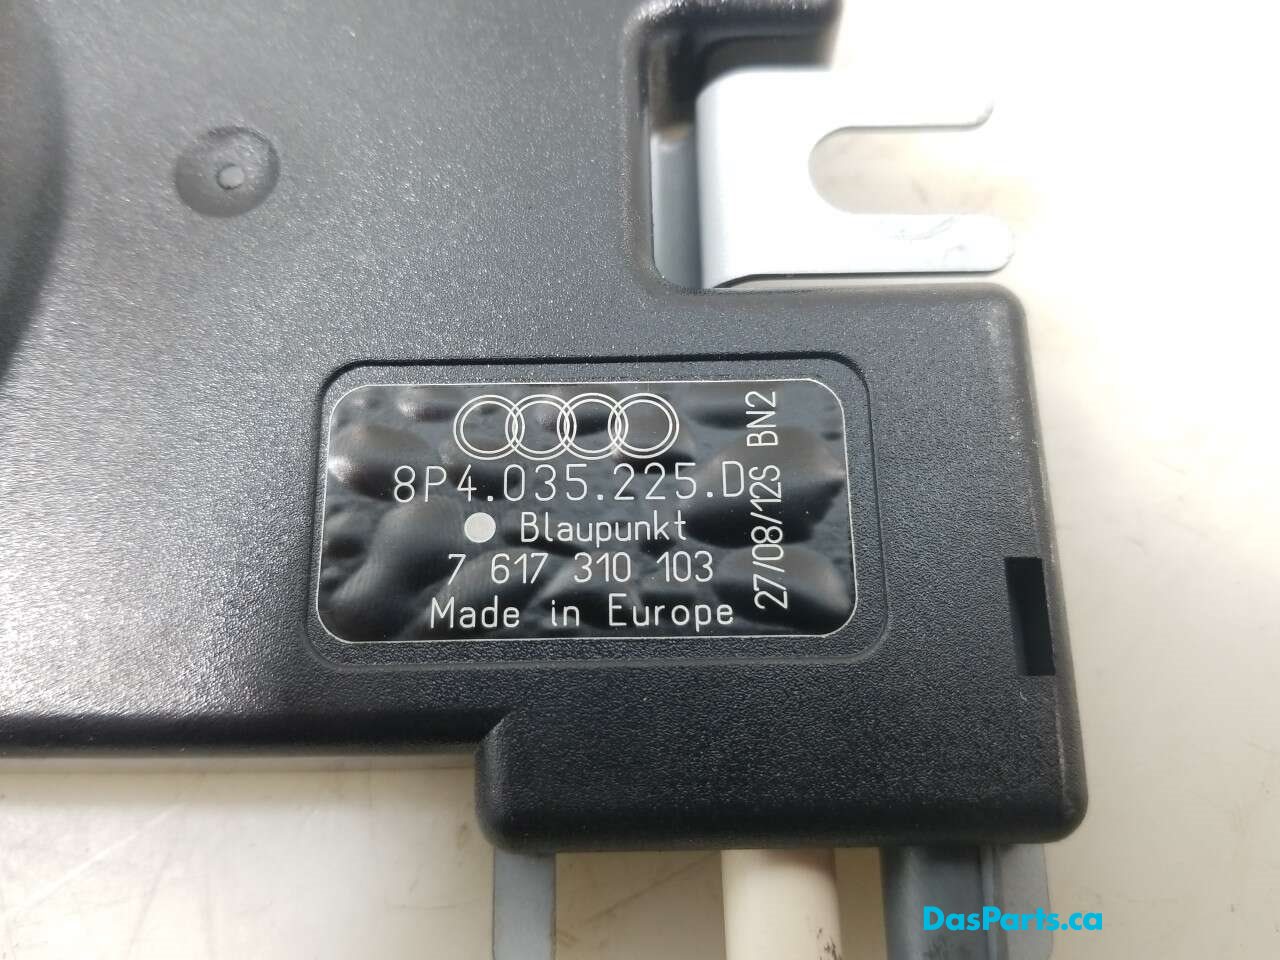 8P4.035.225.D
Blaupunkt
7 617 310 103
Made in Europe
27/08/12S BN2
DasParts.ca